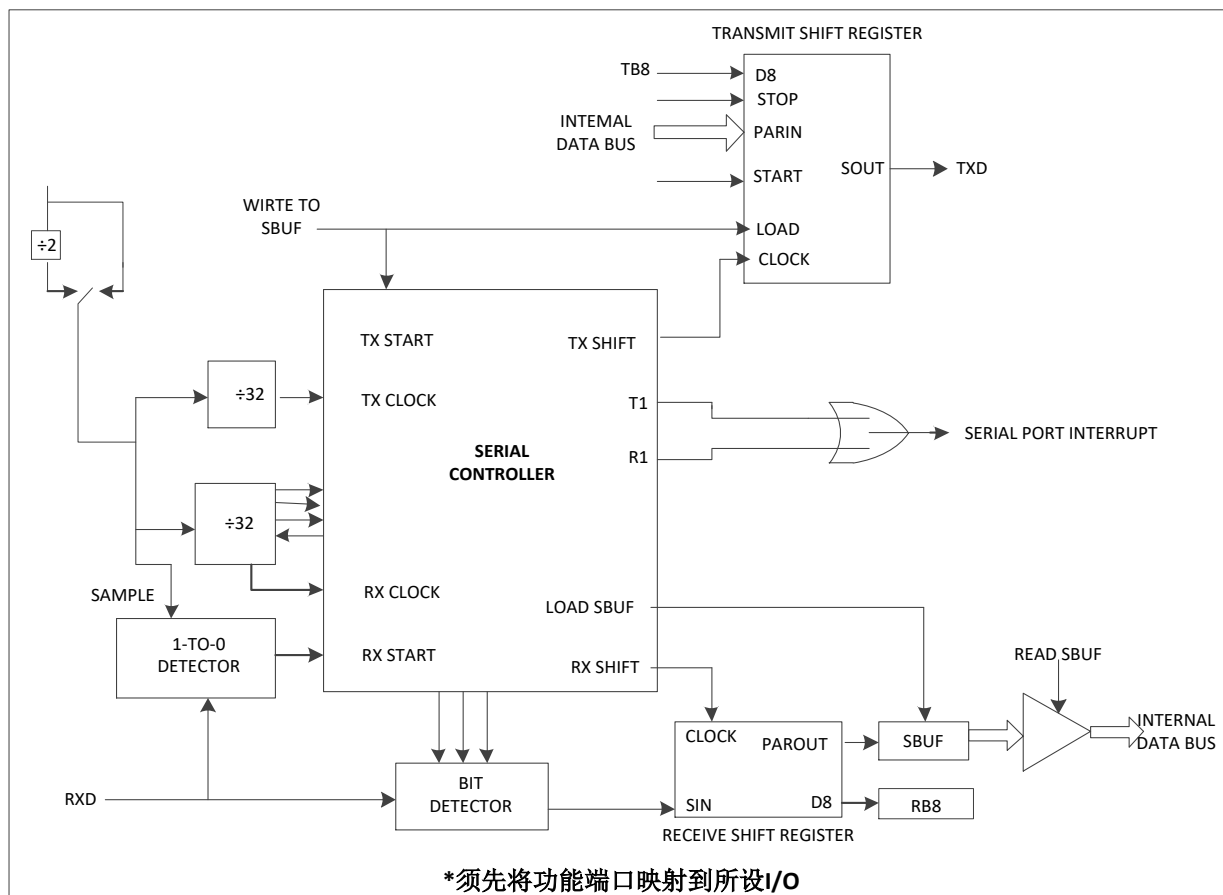 TRANSMIT SHIFT REGISTER
TB8
D8
STOP
INTEMAL
DATA BUS
PARIN
START
SOUT
TXD
WIRTE TO
SBUF
LOAD
CLOCK
÷2
TX START
TX SHIFT
÷32
TX CLOCK
T1
SERIAL
CONTROLLER
SERIAL PORT INTERRUPT
R1
÷32
SAMPLE
RX CLOCK
LOAD SBUF
1-TO-0
DETECTOR
RX START
RX SHIFT
READ SBUF
CLOCK
PAROUT
SBUF
INTERNAL
DATA BUS
RXD
BIT
DETECTOR
SIN
D8
RB8
RECEIVE SHIFT REGISTER
*须先将功能端口映射到所设I/O